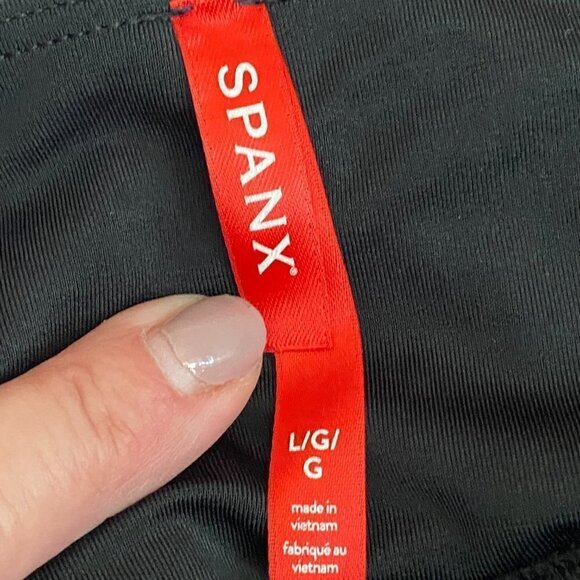 SPANX®
L/G/
G
made in
vietnam
fabriqué au
vietnam